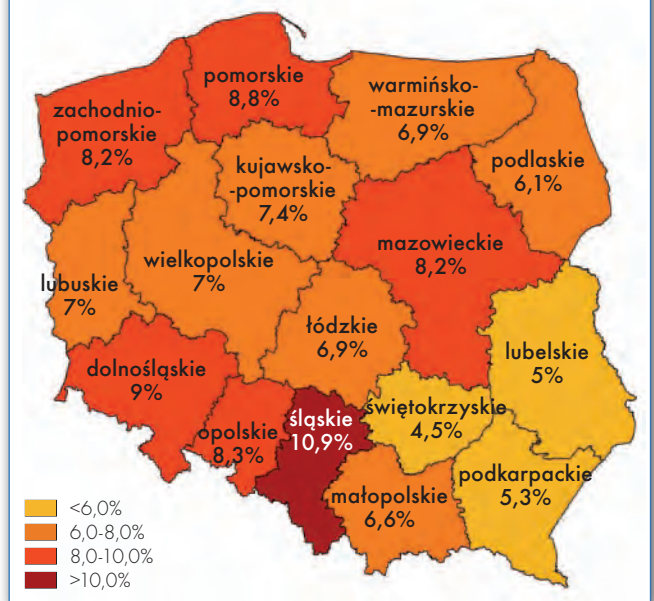 pomorskie
8,8%
zachodnio-
pomorskie
8,2%
warmińsko-
-mazurskie
6,9%
podlaskie
6,1%
kujawsko-
-pomorskie
7,4%
mazowieckie
8,2%
wielkopolskie
7%
lubuskie
7%
łódzkie
6,9%
lubelskie
5%
dolnośląskie
9%
opolskie
8,3%
śląskie
10,9%
świętokrzyskie
4,5%
małopolskie
6,6%
podkarpackie
5,3%
<6,0%
6,0-8,0%
8,0-10,0%
>10,0%